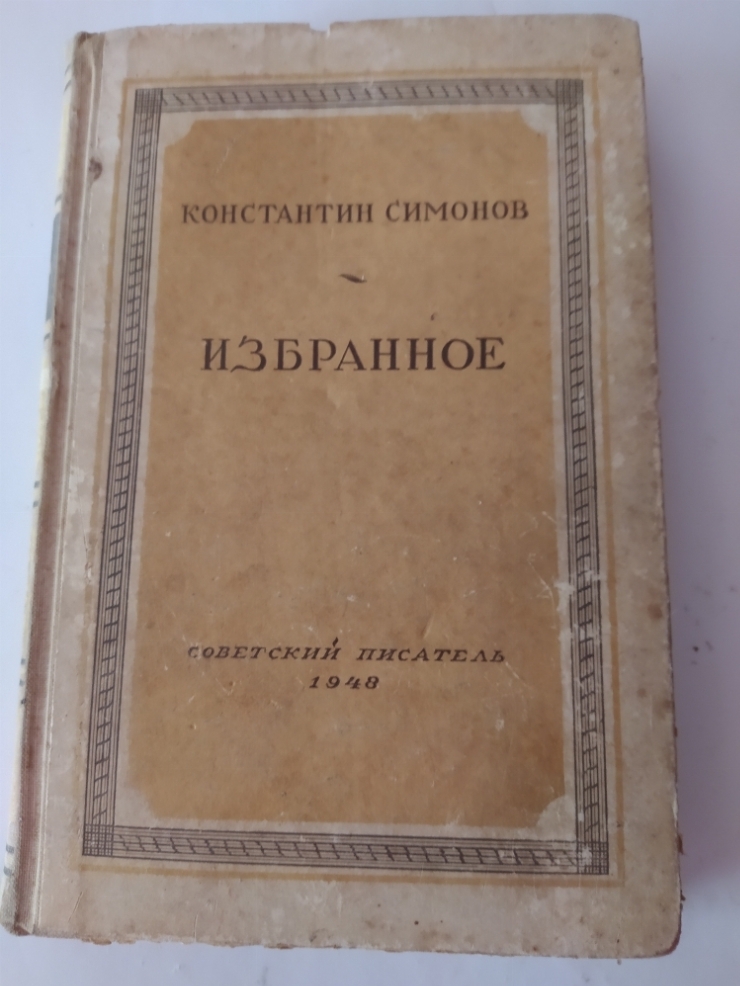 КОНСТАНТИН СИМОНОВ
ИЗБРАННОЕ
СОВЕТСКИЙ ПИСАТЕЛЬ
1948